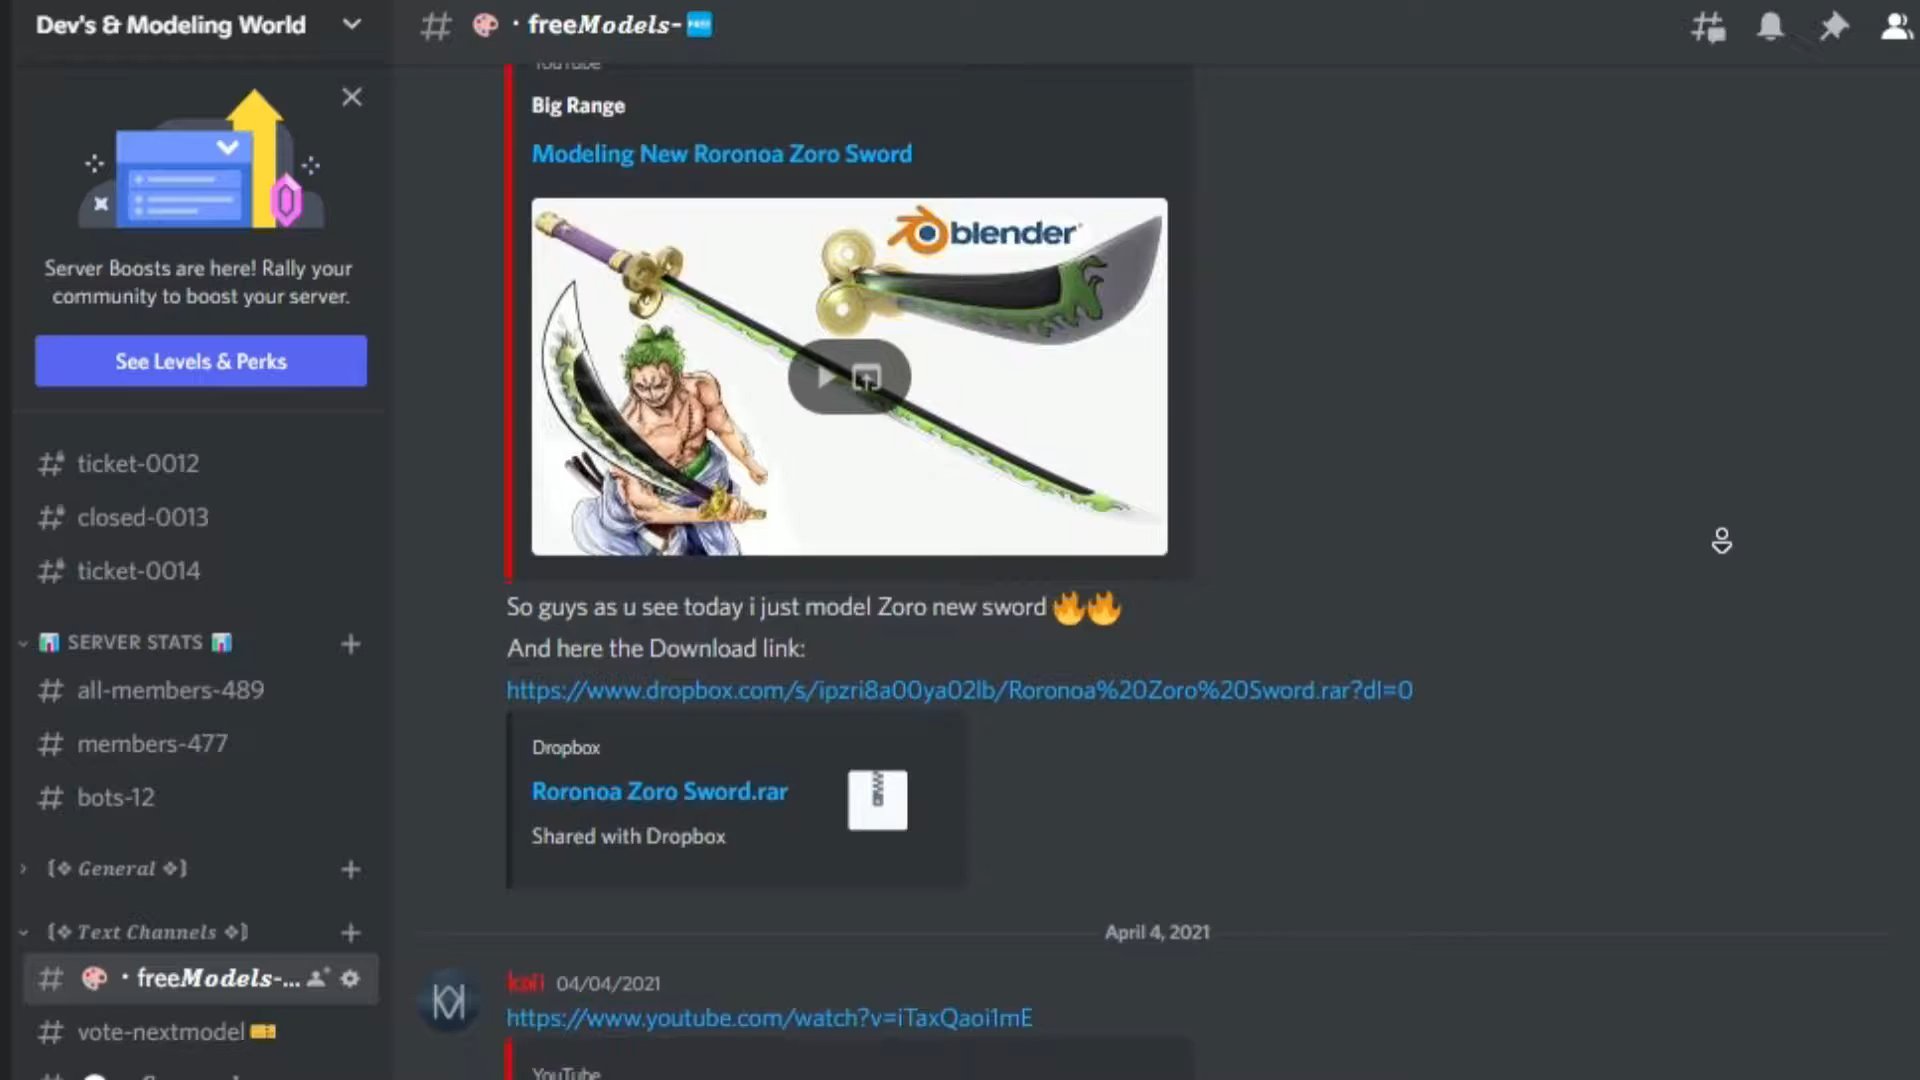 Dev's & Modeling World
· freeModels-
FREE
YouTube
Big Range
Modeling New Roronoa Zoro Sword
blender
Server Boosts are here! Rally your
community to boost your server.
See Levels & Perks
ticket-0012
closed-0013
ticket-0014
SERVER STATS
all-members-489
members-477
bots-12
[❖ General ❖]
[❖ Text Channels ❖]
· freeModels-...
vote-nextmodel
So guys as u see today i just model Zoro new sword 🔥🔥
And here the Download link:
https://www.dropbox.com/s/ipzri8a00ya02lb/Roronoa%20Zoro%20Sword.rar?dl=0
Dropbox
Roronoa Zoro Sword.rar
Shared with Dropbox
April 4, 2021
04/04/2021
https://www.youtube.com/watch?v=iTaxQaoi1mE
YouTube